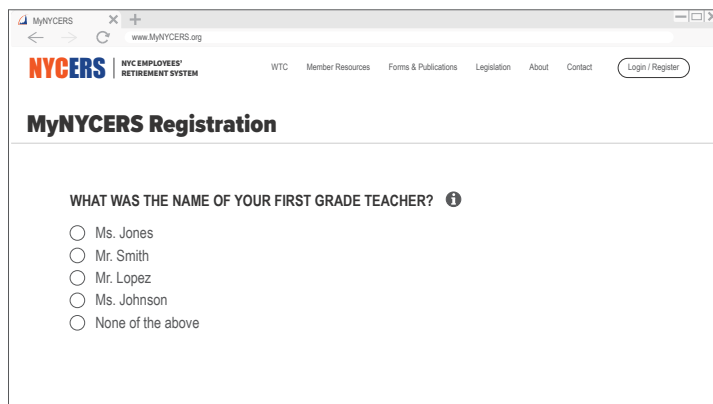 MyNYCERS
www.MyNYCERS.org
NYCERS NYC EMPLOYEES' RETIREMENT SYSTEM
WTC Member Resources Forms & Publications Legislation About Contact Login / Register
MyNYCERS Registration
WHAT WAS THE NAME OF YOUR FIRST GRADE TEACHER?
Ms. Jones
Mr. Smith
Mr. Lopez
Ms. Johnson
None of the above